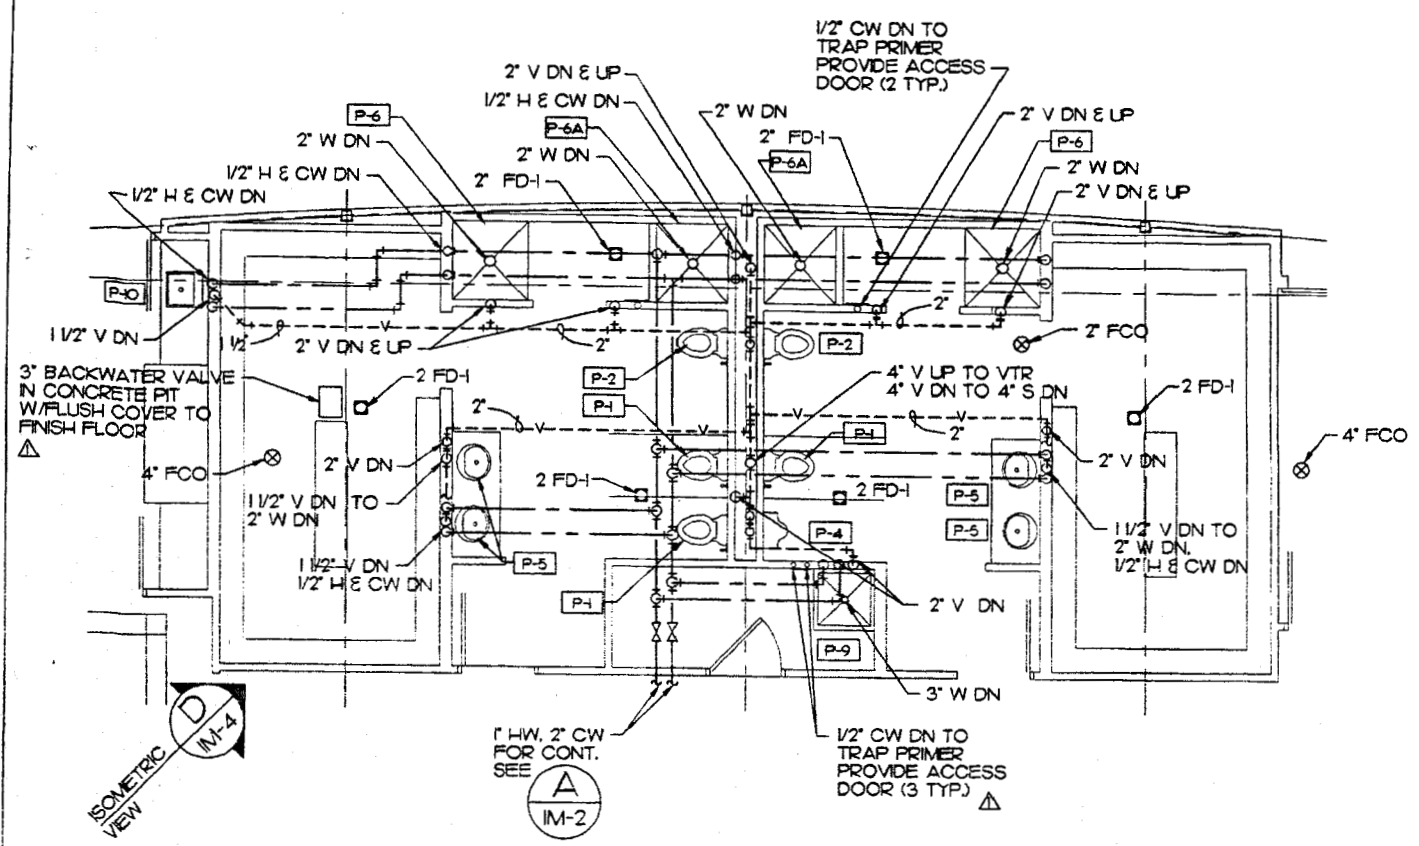 1/2" CW DN TO
TRAP PRIMER
PROVIDE ACCESS
DOOR (2 TYP.)
2" V DN & UP
1/2" H & CW DN
2" W DN
2" V DN & UP
P-6
P-6A
2" FD-1
P-6
2" W DN
2" W DN
P-6A
2" W DN
1/2" H & CW DN
2" FD-1
2" V DN & UP
1/2" H & CW DN
P-10
1 1/2" V DN
1 1/2"
V
2" V DN & UP
2"
2"
P-2
2" FCO
3" BACKWATER VALVE
IN CONCRETE PIT
W/FLUSH COVER TO
FINISH FLOOR
1
2 FD-1
P-2
P-1
4" V UP TO VTR
4" V DN TO 4" S DN
2 FD-1
2"
V
V
V
V
2"
P-1
4" FCO
4" FCO
2" V DN
2" V DN
1 1/2" V DN TO
2" W DN
2 FD-1
2 FD-1
P-5
P-5
P-4
1 1/2" V DN TO
2" W DN,
1/2" H & CW DN
1 1/2" V DN
1/2" H & CW DN
P-5
P-1
2" V DN
P-9
3" W DN
D
IM-4
ISOMETRIC
VIEW
1" HW, 2" CW
FOR CONT.
SEE
A
IM-2
1/2" CW DN TO
TRAP PRIMER
PROVIDE ACCESS
DOOR (3 TYP.)
1